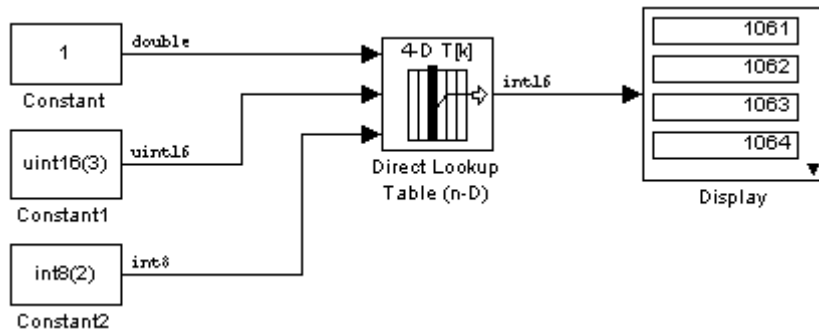 1
double
Constant
uint16(3)
uint16
Constant1
int8(2)
int8
Constant2
4-D T[k]
Direct Lookup
Table (n-D)
int16
1061
1062
1063
1064
Display